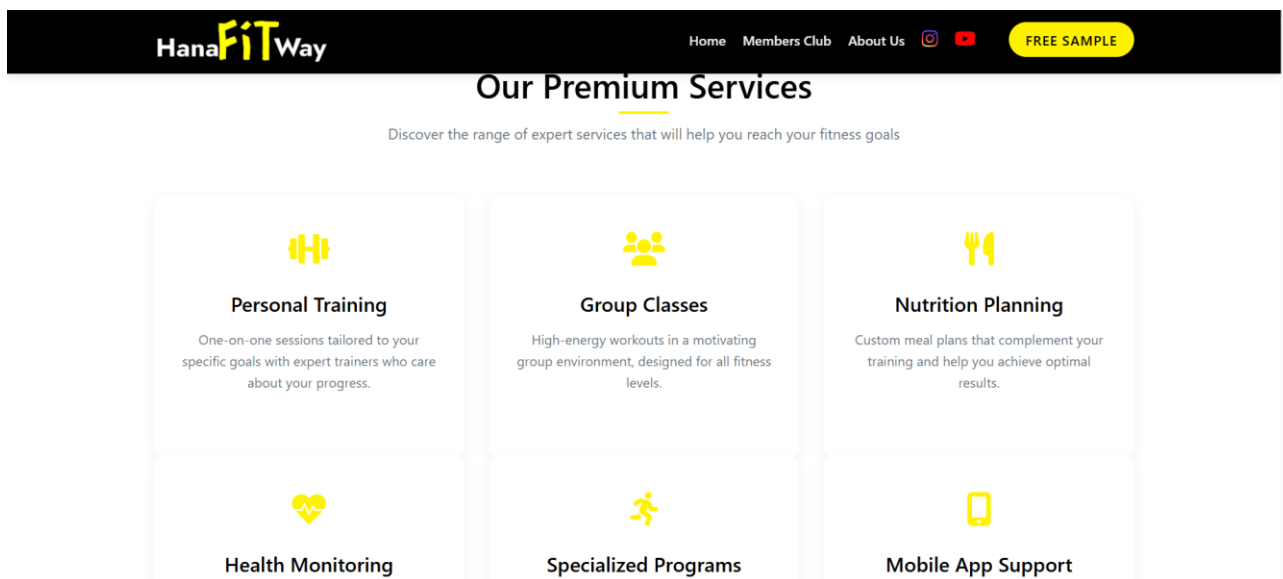 HanaFiTWay
Home Members Club About Us FREE SAMPLE
Our Premium Services
Discover the range of expert services that will help you reach your fitness goals
Personal Training
One-on-one sessions tailored to your
specific goals with expert trainers who care
about your progress.
Group Classes
High-energy workouts in a motivating
group environment, designed for all fitness
levels.
Nutrition Planning
Custom meal plans that complement your
training and help you achieve optimal
results.
Health Monitoring
Specialized Programs
Mobile App Support